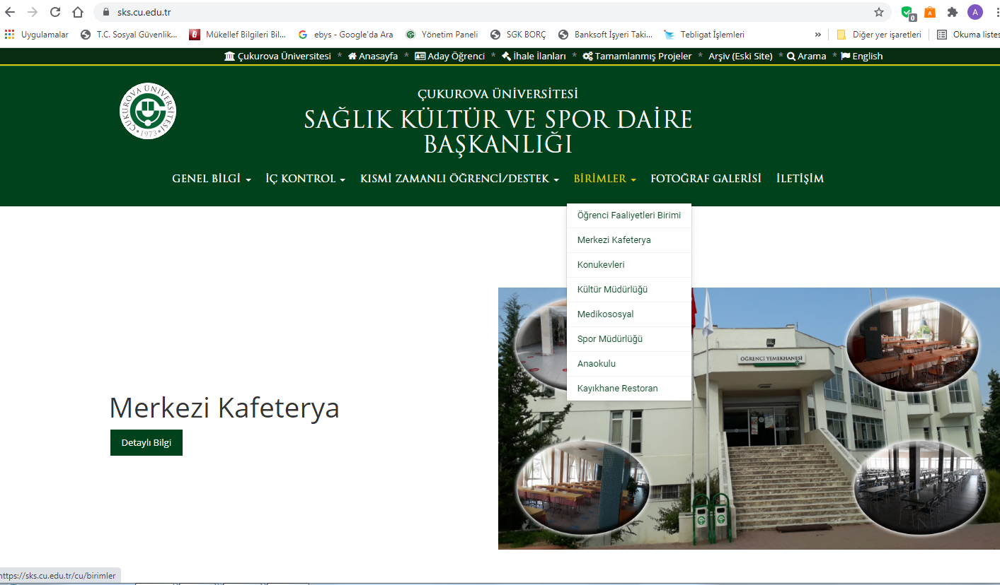 sks.cu.edu.tr
0
A
A
Uygulamalar
T.C. Sosyal Güvenlik...
Mükellef Bilgileri Bil...
ebys - Google'da Ara
Yönetim Paneli
SGK BORÇ
Banksoft İşyeri Taki...
Tebligat İşlemleri
»
Diğer yer işaretleri
Okuma listes
Çukurova Üniversitesi * Anasayfa * Aday Öğrenci * İhale İlanları * Tamamlanmış Projeler * Arşiv (Eski Site) * Arama * English
ÇUKUROVA ÜNİVERSİTESİ
•1973•
ÇUKUROVA ÜNİVERSİTESİ
SAĞLIK KÜLTÜR VE SPOR DAİRE
BAŞKANLIĞI
GENEL BİLGİ
İÇ KONTROL
KISMİ ZAMANLI ÖĞRENCİ/DESTEK
BİRİMLER
FOTOĞRAF GALERİSİ
İLETİŞİM
Öğrenci Faaliyetleri Birimi
Merkezi Kafeterya
Konukevleri
Kültür Müdürlüğü
Medikososyal
Spor Müdürlüğü
Anaokulu
Kayıkhane Restoran
ÖĞRENCİ YEMEKHANESİ
Merkezi Kafeterya
Detaylı Bilgi
https://sks.cu.edu.tr/cu/birimler